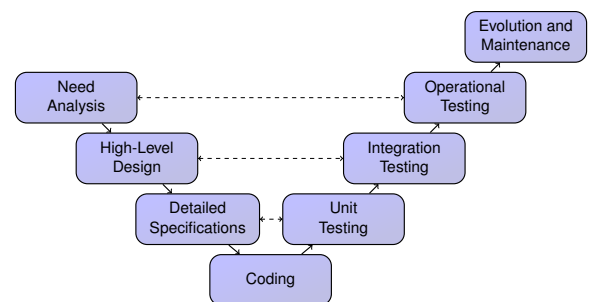 Evolution and
Maintenance
Need
Analysis
Operational
Testing
High-Level
Design
Integration
Testing
Detailed
Specifications
Unit
Testing
Coding